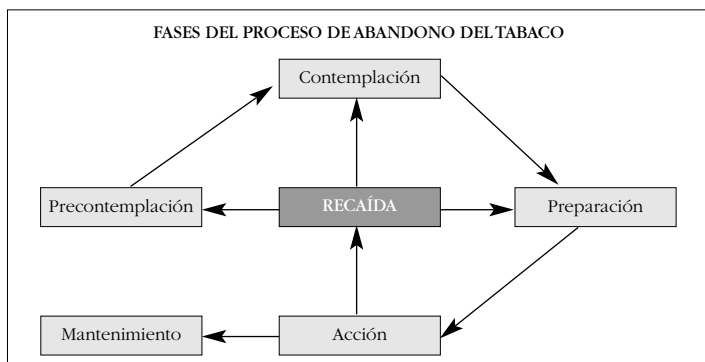 FASES DEL PROCESO DE ABANDONO DEL TABACO
Contemplación
Precontemplación
RECAÍDA
Preparación
Mantenimiento
Acción